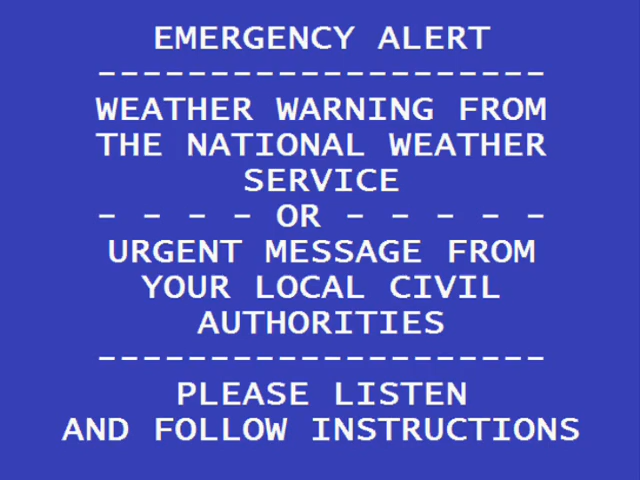 EMERGENCY ALERT
--------------------
WEATHER WARNING FROM
THE NATIONAL WEATHER
SERVICE
- - - - OR - - - - -
URGENT MESSAGE FROM
YOUR LOCAL CIVIL
AUTHORITIES
--------------------
PLEASE LISTEN
AND FOLLOW INSTRUCTIONS